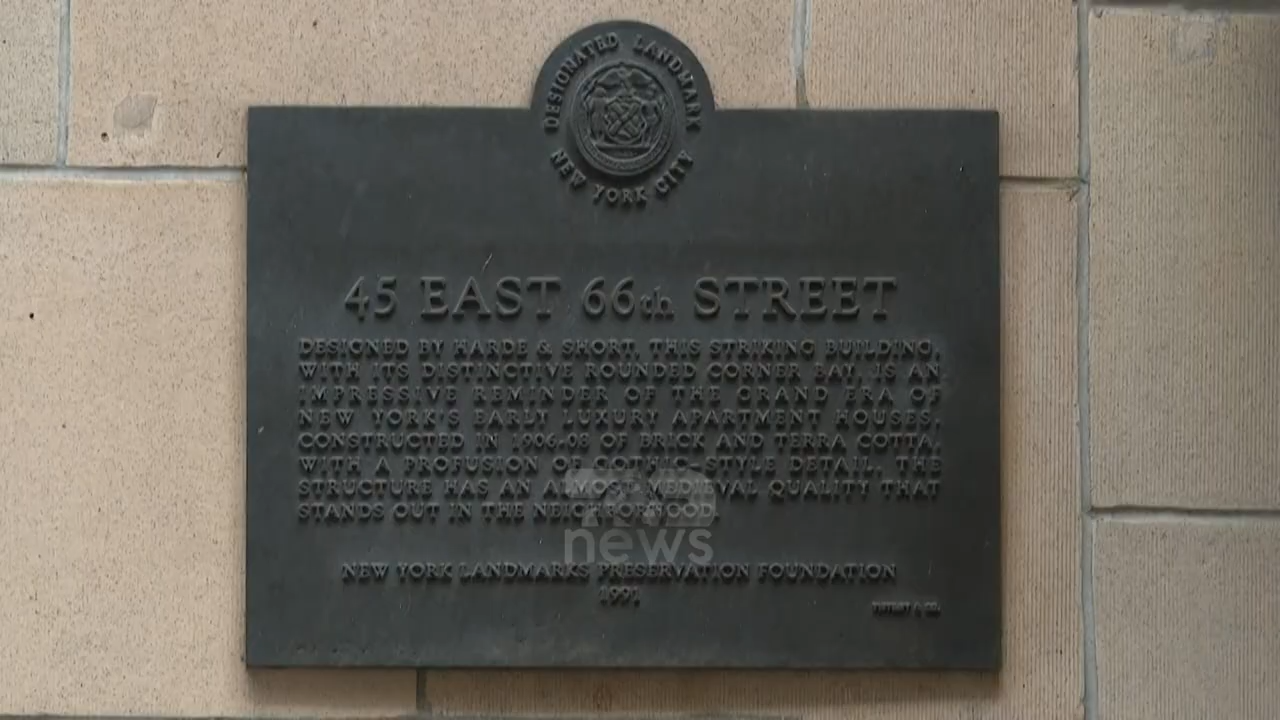 DESIGNATED LANDMARK
NEW YORK CITY
45 EAST 66th STREET
DESIGNED BY HARDE & SHORT, THIS STRIKING BUILDING,
WITH ITS DISTINCTIVE ROUNDED CORNER BAY, IS AN
IMPRESSIVE REMINDER OF THE GRAND ERA OF
NEW YORK'S EARLY LUXURY APARTMENT HOUSES.
CONSTRUCTED IN 1906-08 OF BRICK AND TERRA COTTA,
WITH A PROFUSION OF GOTHIC STYLE DETAIL, THE
STRUCTURE HAS AN ALMOST MEDIEVAL QUALITY THAT
STANDS OUT IN THE NEIGHBORHOOD.
news
NEW YORK LANDMARKS PRESERVATION FOUNDATION
1991
TIFFANY & CO.